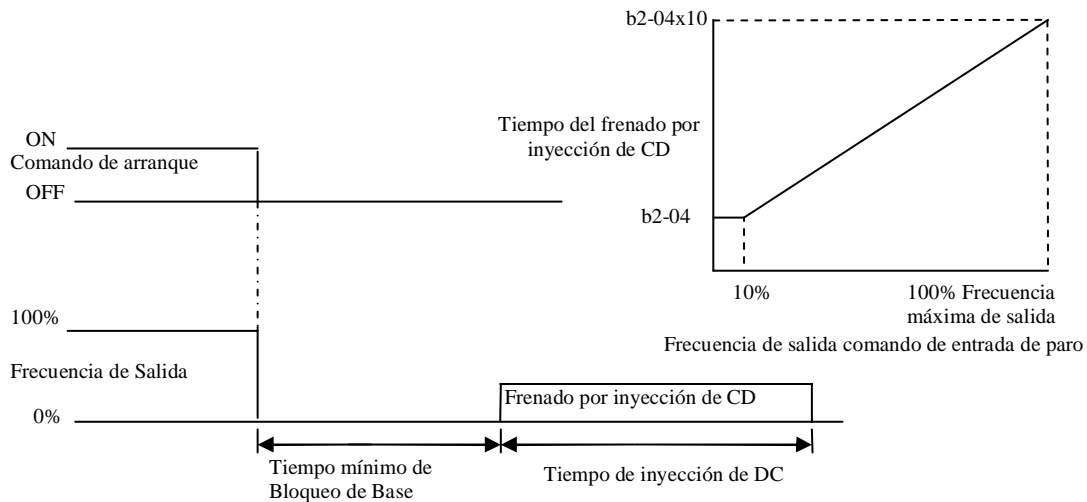 b2-04x10
Tiempo del frenado por
inyección de CD
b2-04
10%
100% Frecuencia
máxima de salida
Frecuencia de salida comando de entrada de paro
ON
Comando de arranque
OFF
100%
Frecuencia de Salida
0%
Frenado por inyección de CD
Tiempo mínimo de
Bloqueo de Base
Tiempo de inyección de DC